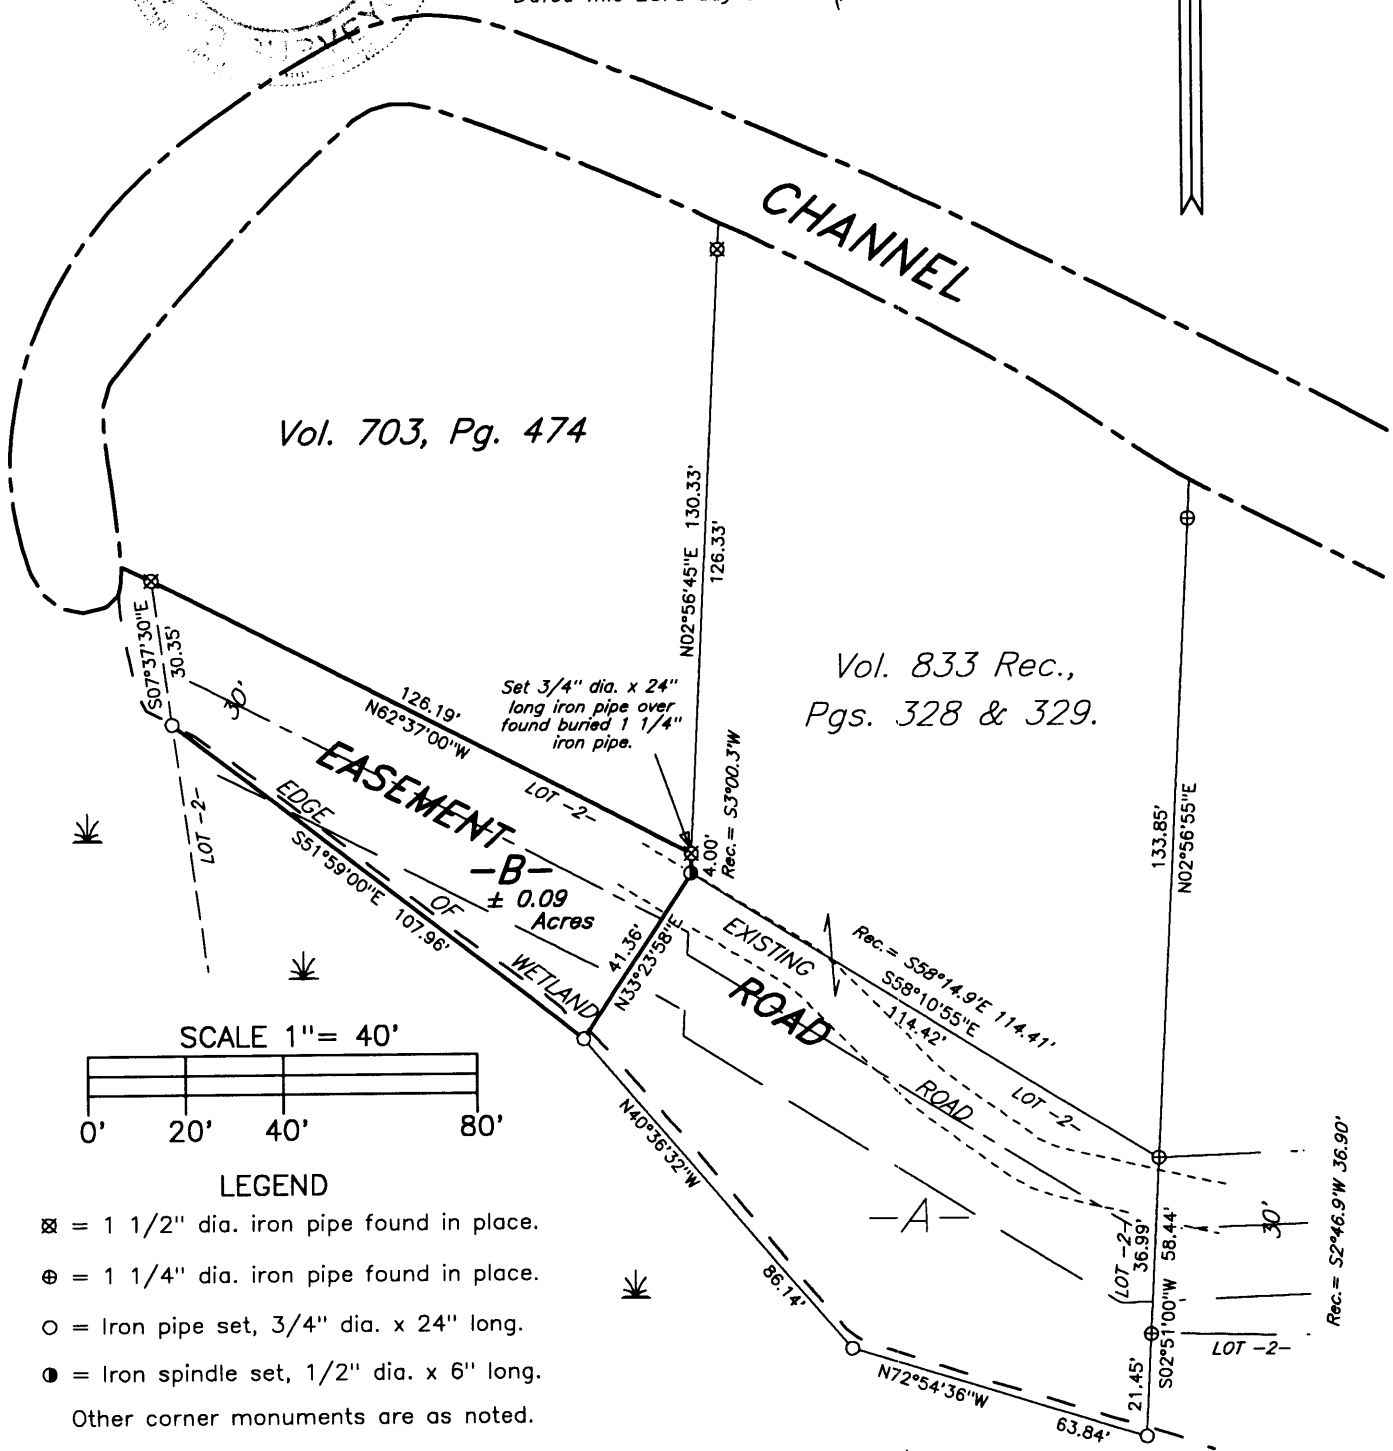 CHANNEL
Vol. 703, Pg. 474
N02°56'45"E 130.33'
126.33'
Vol. 833 Rec.,
Pgs. 328 & 329.
S07°37'30"E
30.35'
30'
126.19'
N62°37'00"W
Set 3/4" dia. x 24"
long iron pipe over
found buried 1 1/4"
iron pipe.
LOT -2-
4.00'
Rec.= S3°00.3'W
133.85'
N02°56'55"E
EASEMENT
-B-
± 0.09
Acres
EDGE
OF
WETLAND
S51°59'00"E 107.96'
LOT -2-
41.36'
N33°23'58"E
EXISTING
ROAD
ROAD
Rec.= S58°14.9'E 114.41'
S58°10'55"E
114.42'
LOT -2-
SCALE 1"= 40'
0' 20' 40' 80'
N40°36'32"W
86.14'
-A-
LOT -2-
36.99'
S02°51'00"W 58.44'
30'
Rec.= S2°46.9'W 36.90'
LOT -2-
21.45'
N72°54'36"W
63.84'
LEGEND
= 1 1/2" dia. iron pipe found in place.
= 1 1/4" dia. iron pipe found in place.
= Iron pipe set, 3/4" dia. x 24" long.
= Iron spindle set, 1/2" dia. x 6" long.
Other corner monuments are as noted.